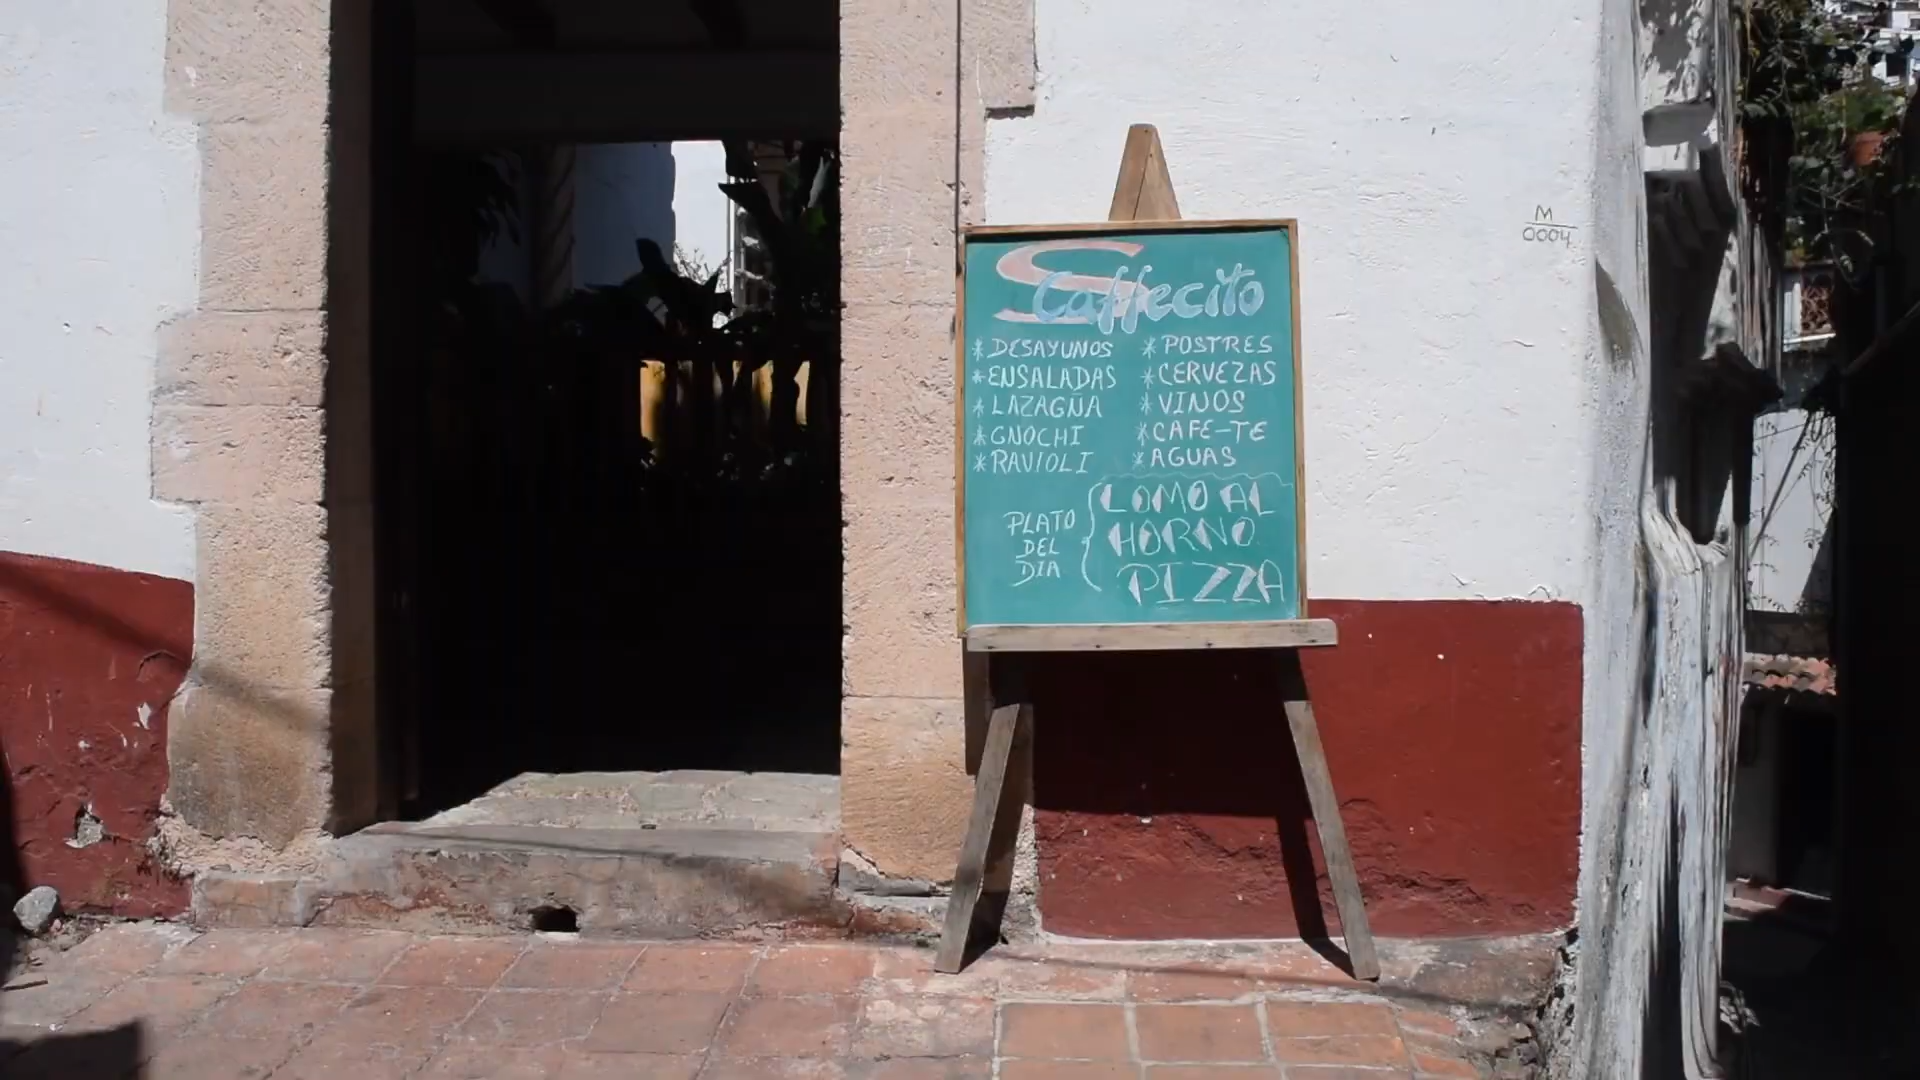 S
Caffecito
* DESAYUNOS
* ENSALADAS
* LAZAGÑA
* GNOCHI
* RAVIOLI
* POSTRES
* CERVEZAS
* VINOS
* CAFE-TE
* AGUAS
PLATO
DEL
DIA
LOMO AL
HORNO
PIZZA
M
0004